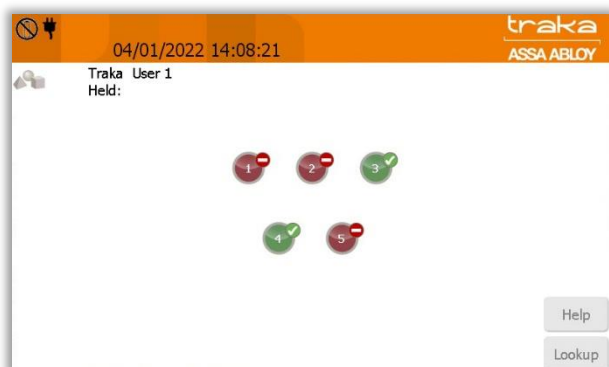 traka
04/01/2022 14:08:21
ASSA ABLOY
Traka User 1
Held:
1 2 3
4 5
Help
Lookup